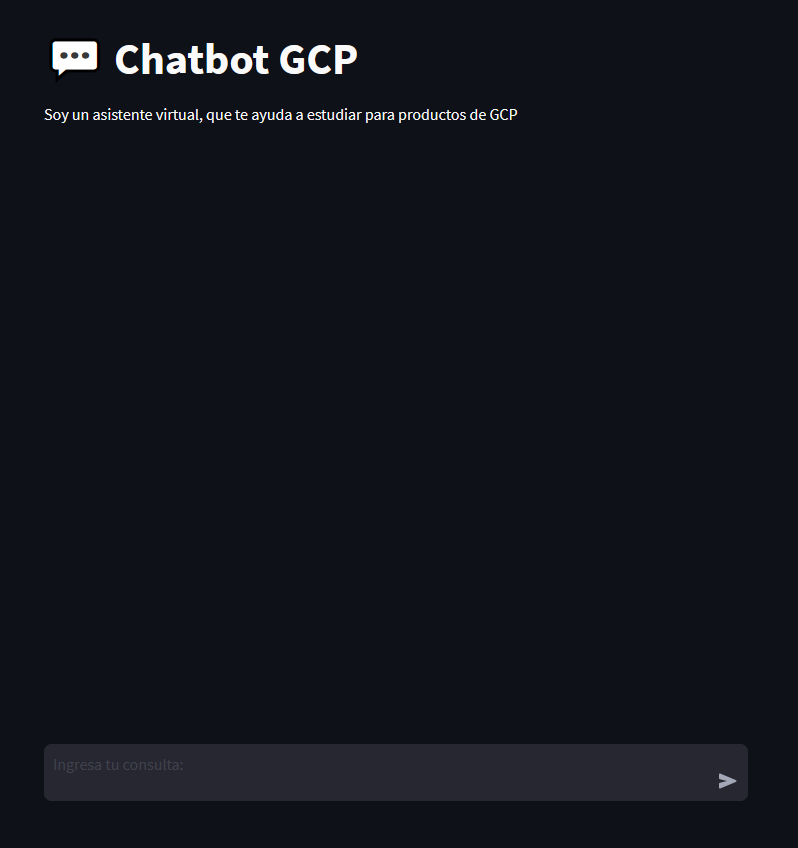 Chatbot GCP
Soy un asistente virtual, que te ayuda a estudiar para productos de GCP
Ingresa tu consulta: